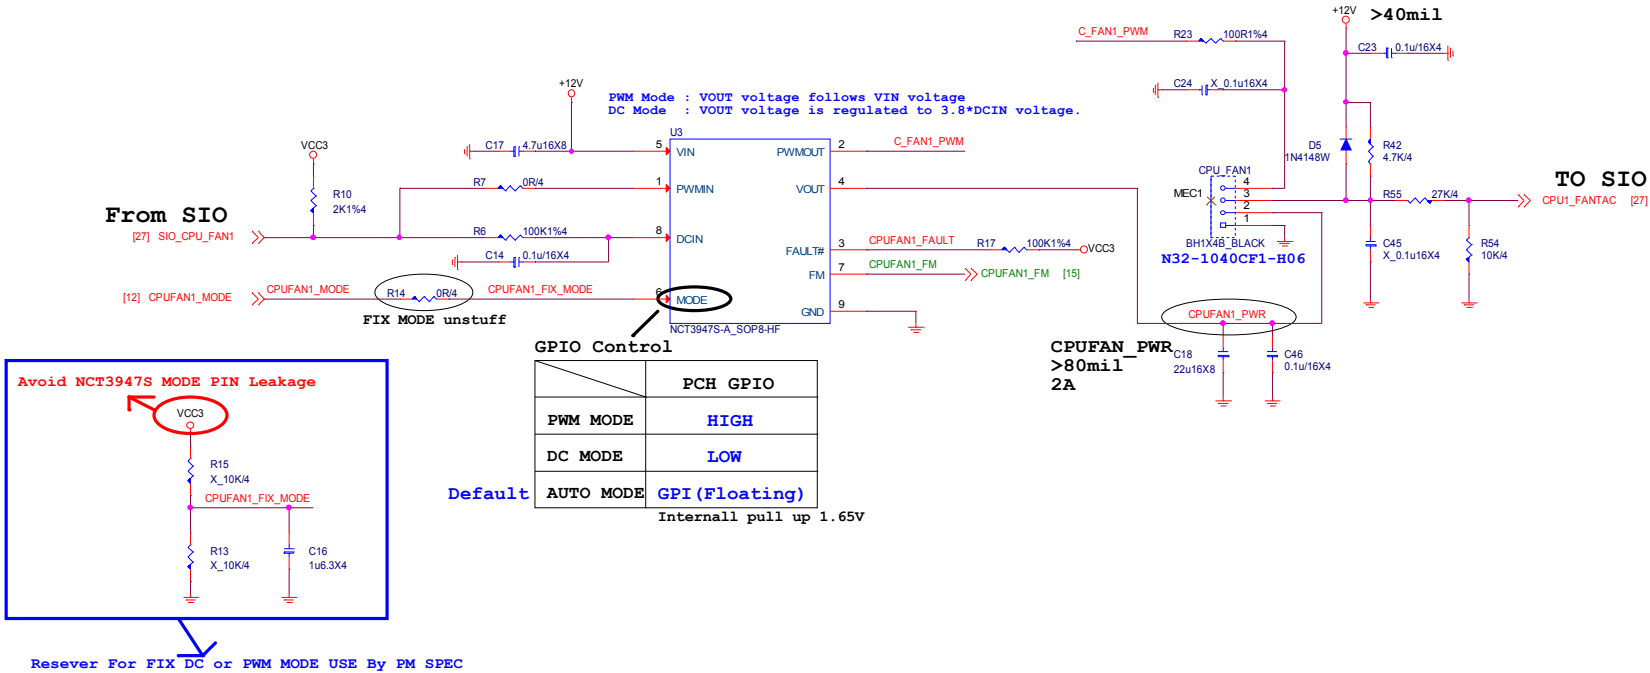 +12V >40mil
C_FAN1_PWM R23 100R1%4
C23 0.1u/16X4
C24 X_0.1u16X4
+12V
PWM Mode : VOUT voltage follows VIN voltage
DC Mode : VOUT voltage is regulated to 3.8*DCIN voltage.
U3
C17 4.7u16X8 5 VIN PWMOUT 2 C_FAN1_PWM
VCC3
D5
1N4148W
R42
4.7K/4
CPU_FAN1
R7 0R/4 1 PWMIN VOUT 4
MEC1 4
3
2
1
R10
2K1%4
R55 27K/4
TO SIO
CPU1_FANTAC [27]
From SIO
[27] SIO_CPU_FAN1
R6 100K1%4 8 DCIN
FAULT# 3 CPUFAN1_FAULT R17 100K1%4 VCC3
BH1X4B_BLACK
N32-1040CF1-H06
C45
X_0.1u16X4
R54
10K/4
C14 0.1u/16X4
FM 7 CPUFAN1_FM CPUFAN1_FM [15]
[12] CPUFAN1_MODE CPUFAN1_MODE R14 0R/4 CPUFAN1_FIX_MODE 6 MODE
FIX MODE unstuff
GND 9
NCT3947S-A_SOP8-HF
CPUFAN1_PWR
CPUFAN_PWR
>80mil
2A
C18
22u16X8
C46
0.1u/16X4
GPIO Control
PCH GPIO
PWM MODE HIGH
DC MODE LOW
Default AUTO MODE GPI(Floating)
Internall pull up 1.65V
Avoid NCT3947S MODE PIN Leakage
VCC3
R15
X_10K/4
CPUFAN1_FIX_MODE
R13
X_10K/4
C16
1u6.3X4
Resever For FIX DC or PWM MODE USE By PM SPEC